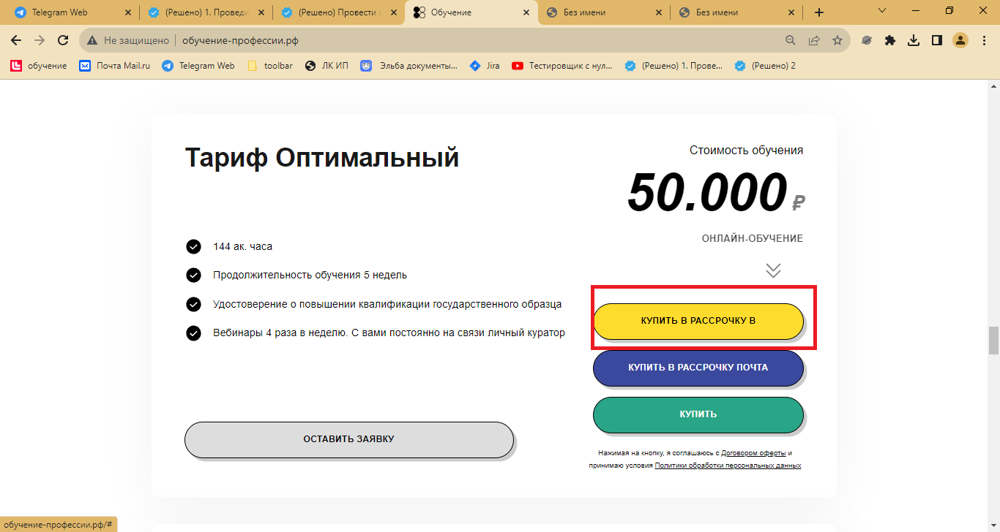 Telegram Web
(Решено) 1. Проведи
(Решено) Провести и
Обучение
Без имени
Без имени
Не защищено
обучение-профессии.рф
обучение
Почта Mail.ru
Telegram Web
toolbar
ЛК ИП
Эльба документы...
Jira
Тестировщик с нул...
(Решено) 1. Прове...
(Решено) 2
Тариф Оптимальный
Стоимость обучения
50.000 ₽
ОНЛАЙН-ОБУЧЕНИЕ
144 ак. часа
Продолжительность обучения 5 недель
Удостоверение о повышении квалификации государственного образца
Вебинары 4 раза в неделю. С вами постоянно на связи личный куратор
КУПИТЬ В РАССРОЧКУ В
КУПИТЬ В РАССРОЧКУ ПОЧТА
КУПИТЬ
ОСТАВИТЬ ЗАЯВКУ
Нажимая на кнопку, я соглашаюсь с Договором оферты и
принимаю условия Политики обработки персональных данных
обучение-профессии.рф/#